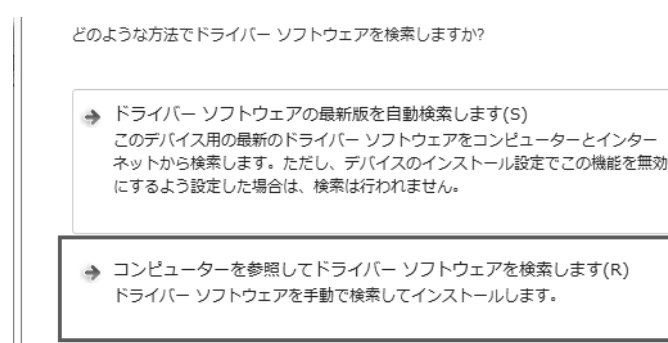 どのような方法でドライバー ソフトウェアを検索しますか?
ドライバー ソフトウェアの最新版を自動検索します(S)
このデバイス用の最新のドライバー ソフトウェアをコンピューターとインター
ネットから検索します。ただし、デバイスのインストール設定でこの機能を無効
にするよう設定した場合は、検索は行われません。
コンピューターを参照してドライバー ソフトウェアを検索します(R)
ドライバー ソフトウェアを手動で検索してインストールします。